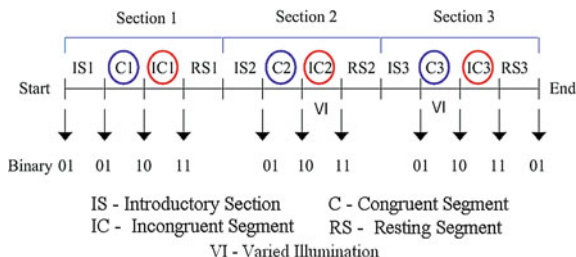 Section 1 Section 2 Section 3
IS1 C1 IC1 RS1 IS2 C2 IC2 RS2 IS3 C3 IC3 RS3
Start End
VI VI
Binary 01 01 10 11 01 10 11 01 10 11 01
IS - Introductory Section C - Congruent Segment
IC - Incongruent Segment RS - Resting Segment
VI - Varied Illumination